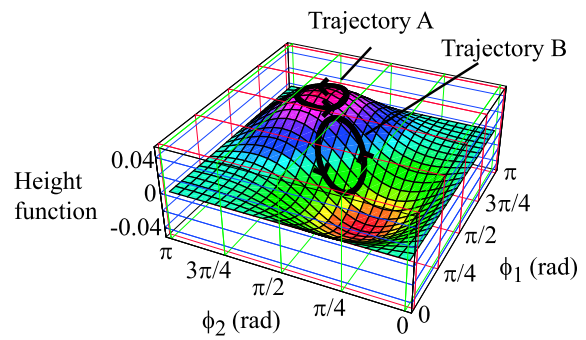 Trajectory A
Trajectory B
0.04
0
-0.04
Height
function
π
3π/4
π/2
π/4
0
ϕ2 (rad)
0
π/4
π/2
3π/4
π
ϕ1 (rad)